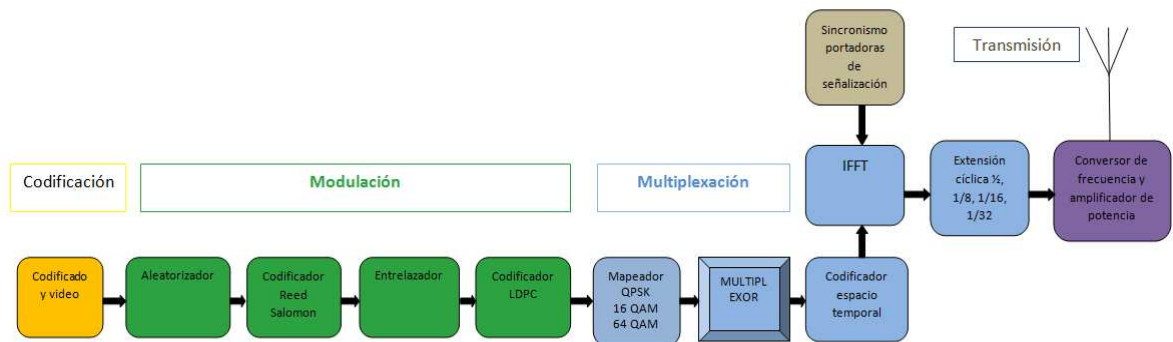 Sincronismo
portadoras
de
señalización
Transmisión
Codificación
Modulación
Multiplexación
IFFT
Extensión
cíclica ½,
1/8, 1/16,
1/32
Conversor de
frecuencia y
amplificador de
potencia
Codificado
y video
Aleatorizador
Codificador
Reed
Salomon
Entrelazador
Codificador
LDPC
Mapeador
QPSK
16 QAM
64 QAM
MULTIPL
EXOR
Codificador
espacio
temporal